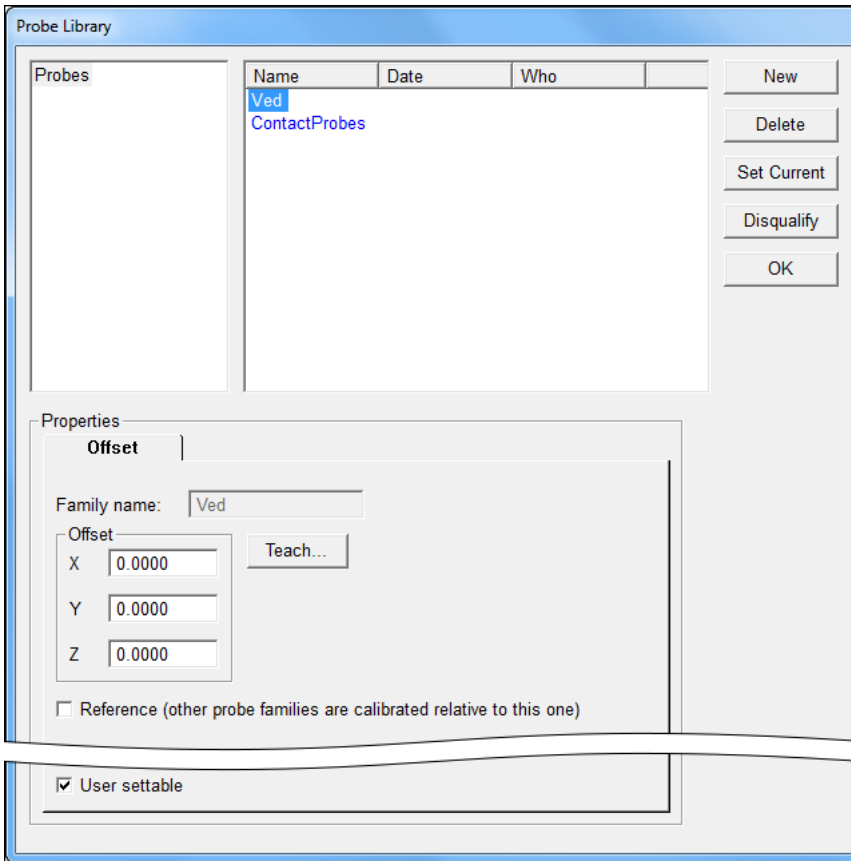 Probe Library
Probes
Name Date Who
Ved
ContactProbes
New
Delete
Set Current
Disqualify
OK
Properties
Offset
Family name: Ved
Offset
X 0.0000
Teach...
Y 0.0000
Z 0.0000
Reference (other probe families are calibrated relative to this one)
User settable